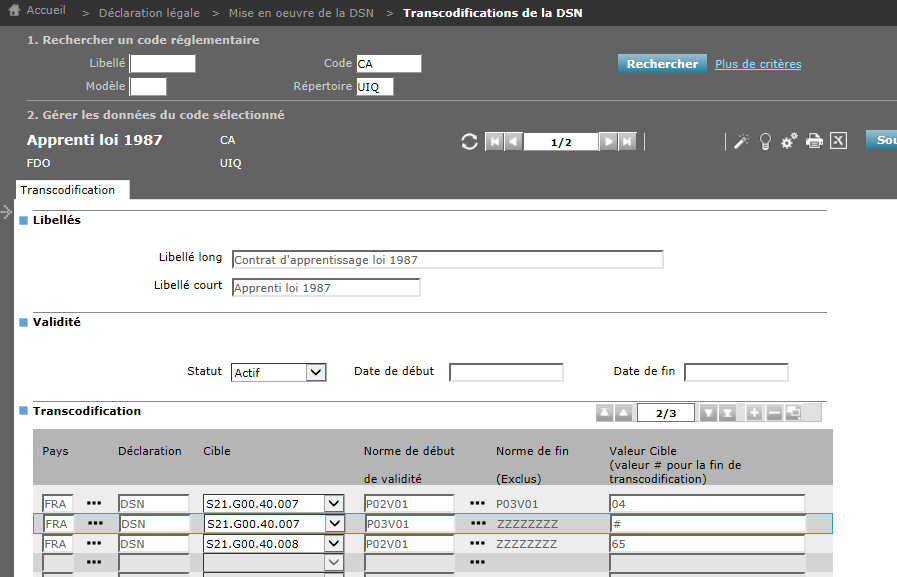 Accueil > Déclaration légale > Mise en oeuvre de la DSN > Transcodifications de la DSN
1. Rechercher un code réglementaire
Libellé Code CA Rechercher Plus de critères
Modèle Répertoire UIQ
2. Gérer les données du code sélectionné
Apprenti loi 1987 CA 1/2 Sou
FDO UIQ
Transcodification
Libellés
Libellé long Contrat d'apprentissage loi 1987
Libellé court Apprenti loi 1987
Validité
Statut Actif Date de début Date de fin
Transcodification 2/3
Pays Déclaration Cible Norme de début de validité Norme de fin (Exclus) Valeur Cible (valeur # pour la fin de transcodification)
FRA DSN S21.G00.40.007 P02V01 P03V01 04
FRA DSN S21.G00.40.007 P03V01 ZZZZZZZZ #
FRA DSN S21.G00.40.008 P02V01 ZZZZZZZZ 65